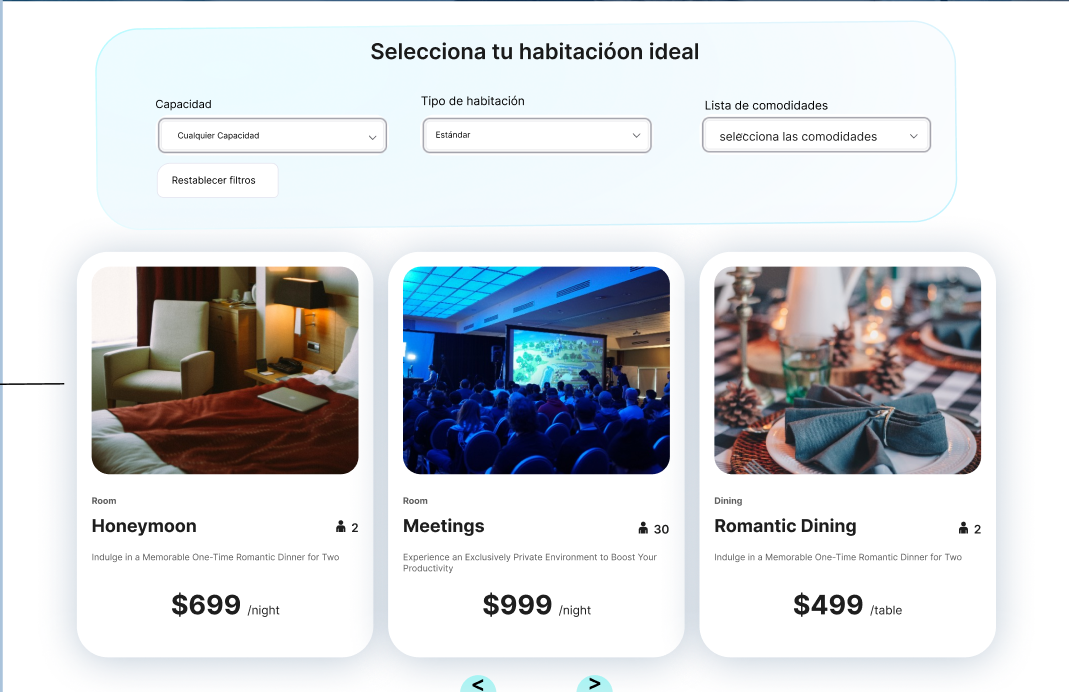 Selecciona tu habitacióon ideal
Capacidad
Tipo de habitación
Lista de comodidades
Cualquier Capacidad
Estándar
selecciona las comodidades
Restablecer filtros
Room
Honeymoon
2
Indulge in a Memorable One-Time Romantic Dinner for Two
$699 /night
Room
Meetings
30
Experience an Exclusively Private Environment to Boost Your
Productivity
$999 /night
Dining
Romantic Dining
2
Indulge in a Memorable One-Time Romantic Dinner for Two
$499 /table
< >